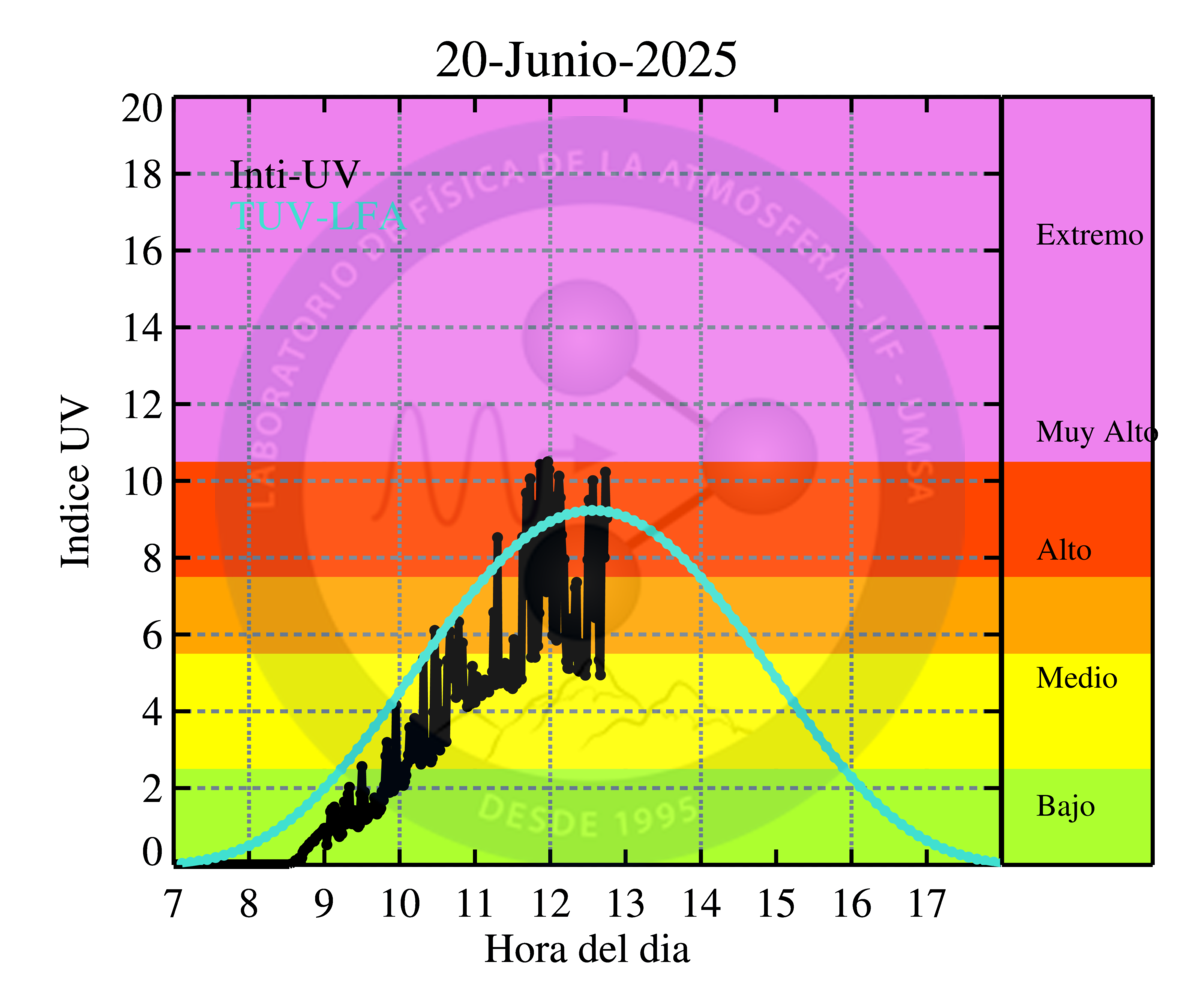 20-Junio-2025
Indice UV
20
18
16
14
12
10
8
6
4
2
0
Inti-UV
TUV-LFA
LABORATORIO DE FÍSICA DE LA ATMÓSFERA - IIF - UMSA
DESDE 1995
Extremo
Muy Alto
Alto
Medio
Bajo
7 8 9 10 11 12 13 14 15 16 17
Hora del dia